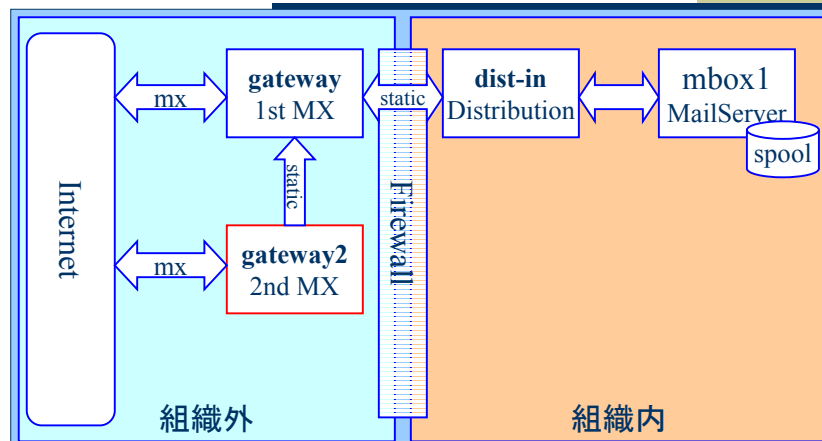 Internet
mx
gateway
1st MX
static
dist-in
Distribution
mbox1
MailServer
spool
static
Firewall
mx
gateway2
2nd MX
組織外
組織内